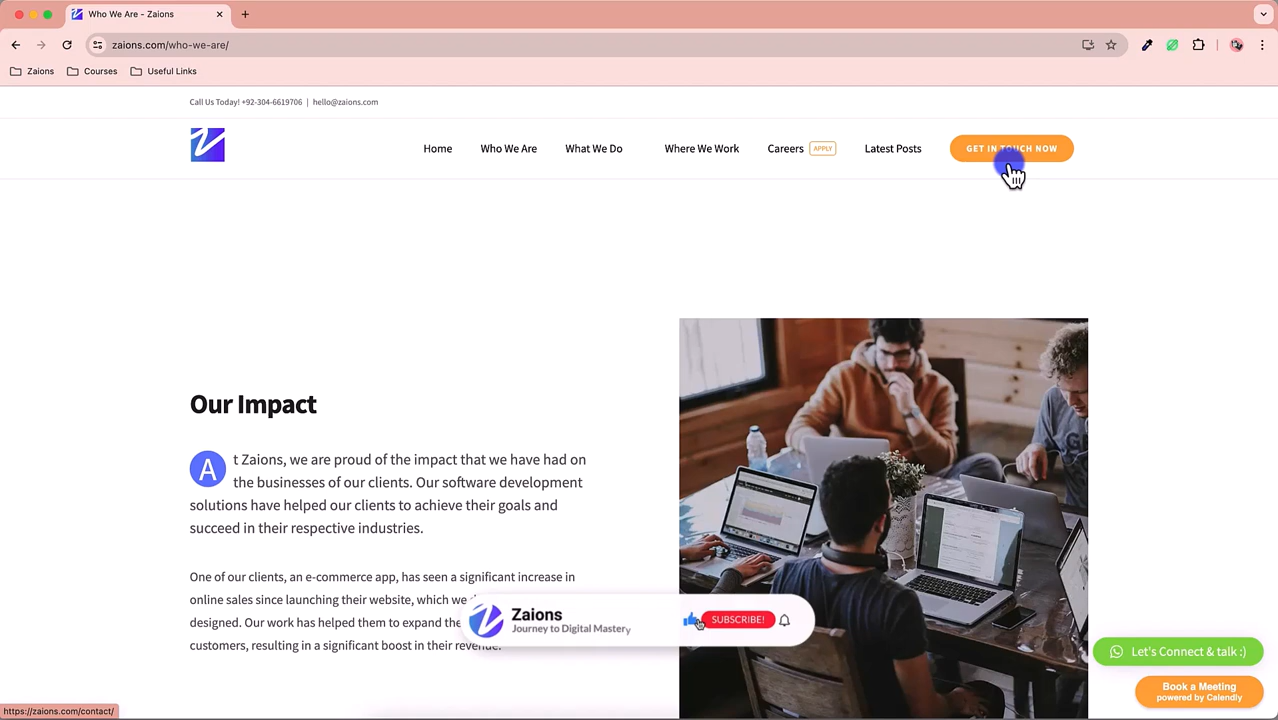 Who We Are - Zaions
zaions.com/who-we-are/
Zaions Courses Useful Links
Call Us Today! +92-304-6619706 | hello@zaions.com
Home Who We Are What We Do Where We Work Careers APPLY Latest Posts GET IN TOUCH NOW
Our Impact
At Zaions, we are proud of the impact that we have had on
the businesses of our clients. Our software development
solutions have helped our clients to achieve their goals and
succeed in their respective industries.
One of our clients, an e-commerce app, has seen a significant increase in
online sales since launching their website, which we
designed. Our work has helped them to expand the
customers, resulting in a significant boost in their revenue.
Zaions
Journey to Digital Mastery
SUBSCRIBE!
Let's Connect & talk :)
Book a Meeting
powered by Calendly
https://zaions.com/contact/